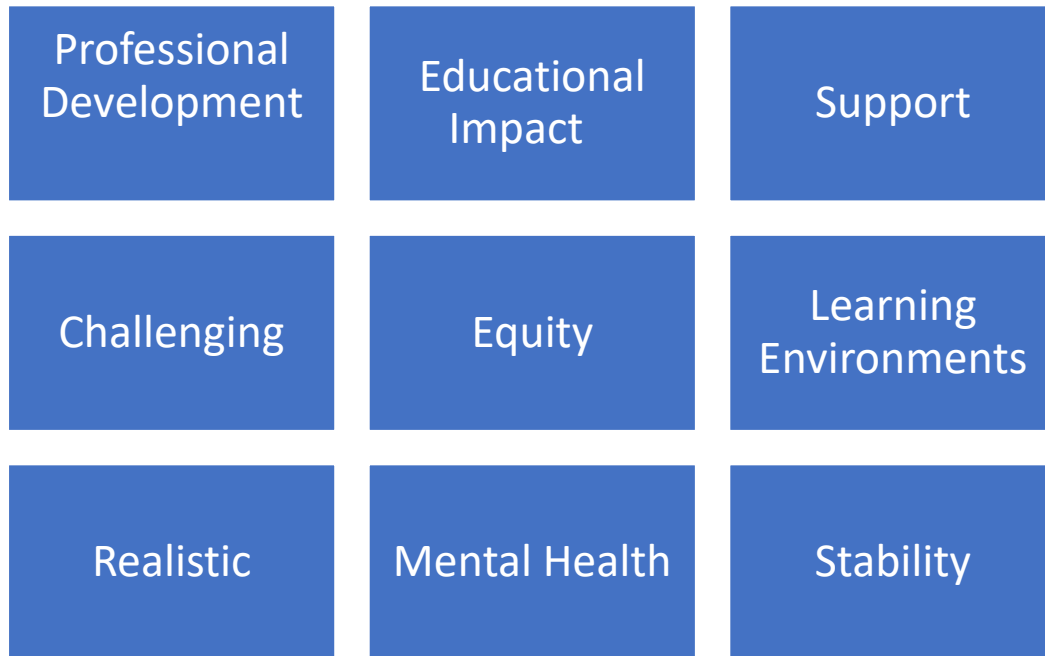 Professional
Development
Educational
Impact
Support
Challenging
Equity
Learning
Environments
Realistic
Mental Health
Stability